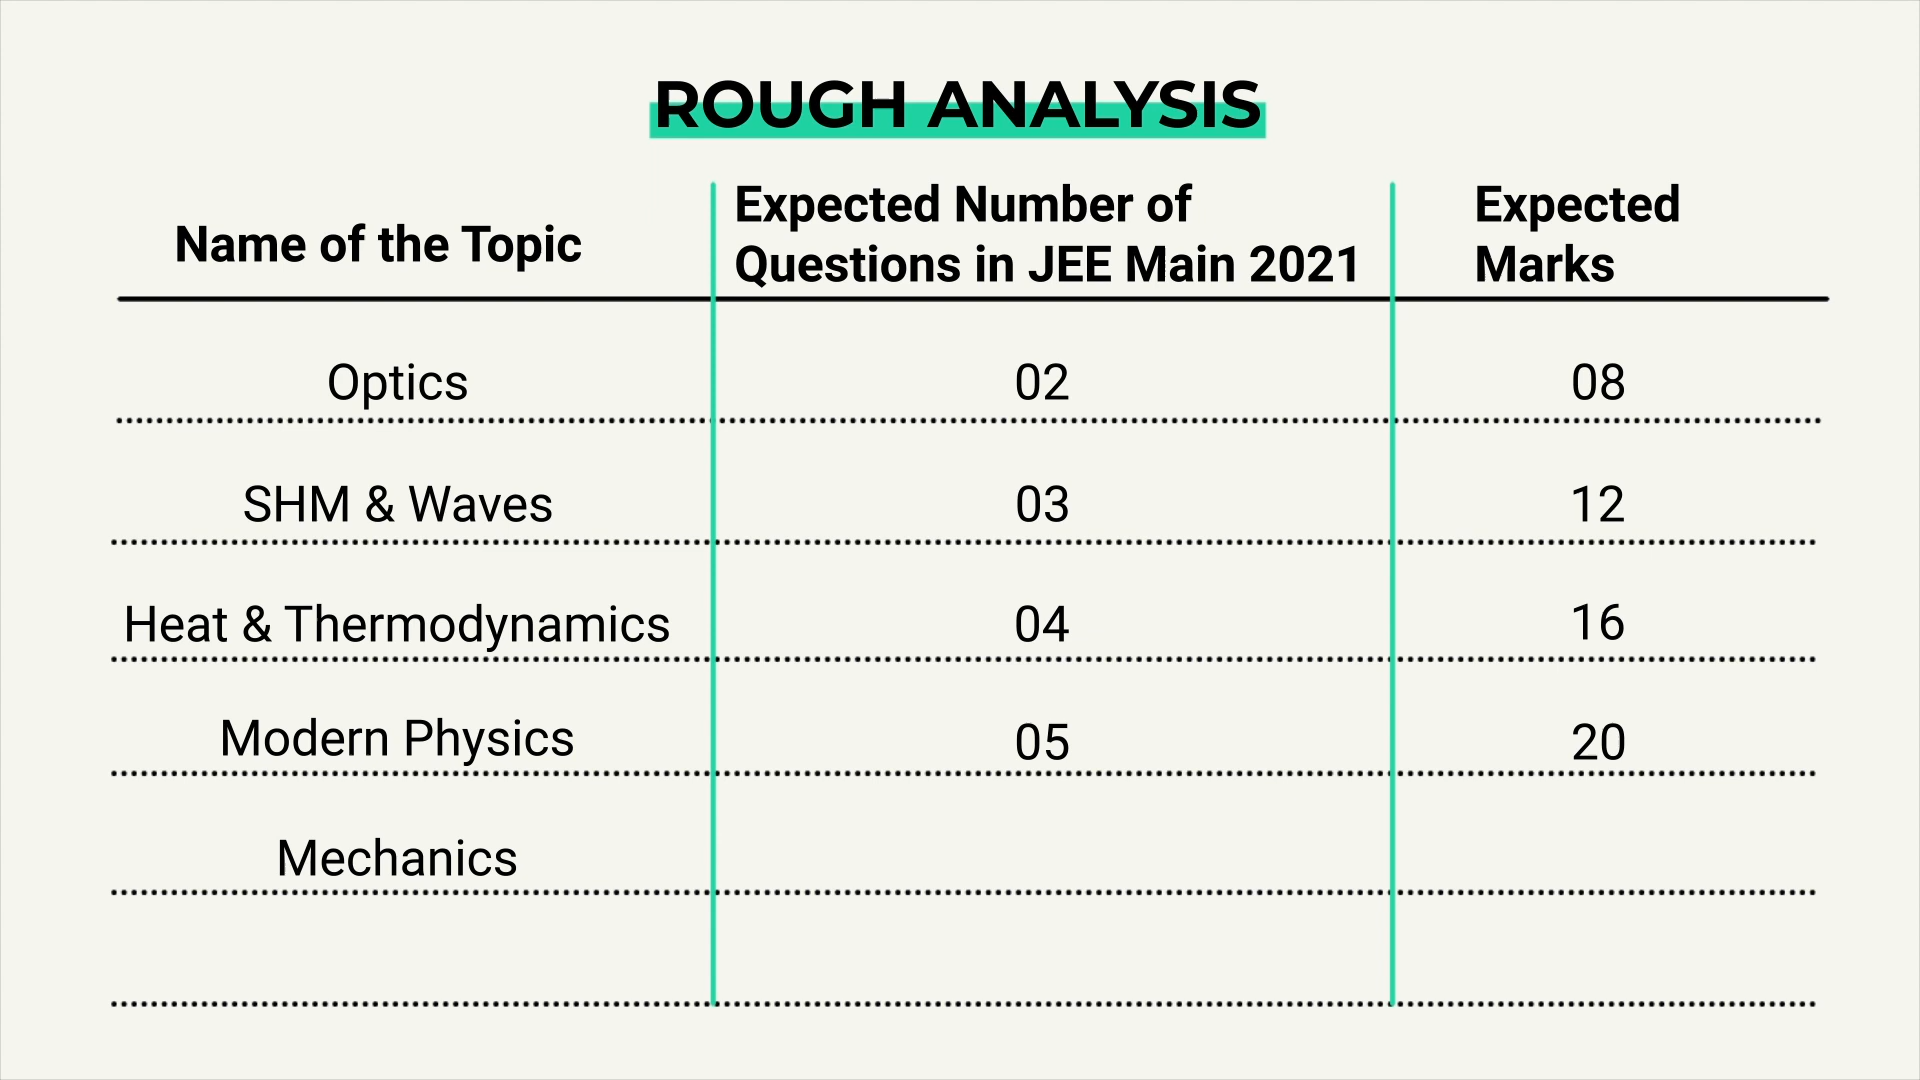 ROUGH ANALYSIS
Name of the Topic
Expected Number of
Questions in JEE Main 2021
Expected
Marks
Optics 02 08
SHM & Waves 03 12
Heat & Thermodynamics 04 16
Modern Physics 05 20
Mechanics